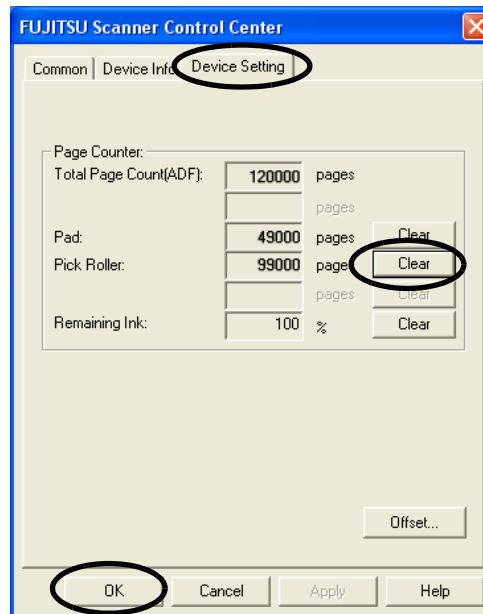 FUJITSU Scanner Control Center
Common Device Info Device Setting
Page Counter:
Total Page Count(ADF): 120000 pages
pages
Pad: 49000 pages Clear
Pick Roller: 99000 page Clear
pages Clear
Remaining Ink: 100 % Clear
Offset...
OK Cancel Apply Help